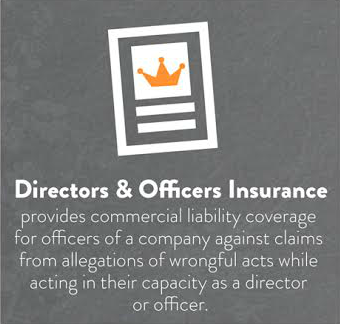 Directors & Officers Insurance
provides commercial liability coverage
for officers of a company against claims
from allegations of wrongful acts while
acting in their capacity as a director
or officer.